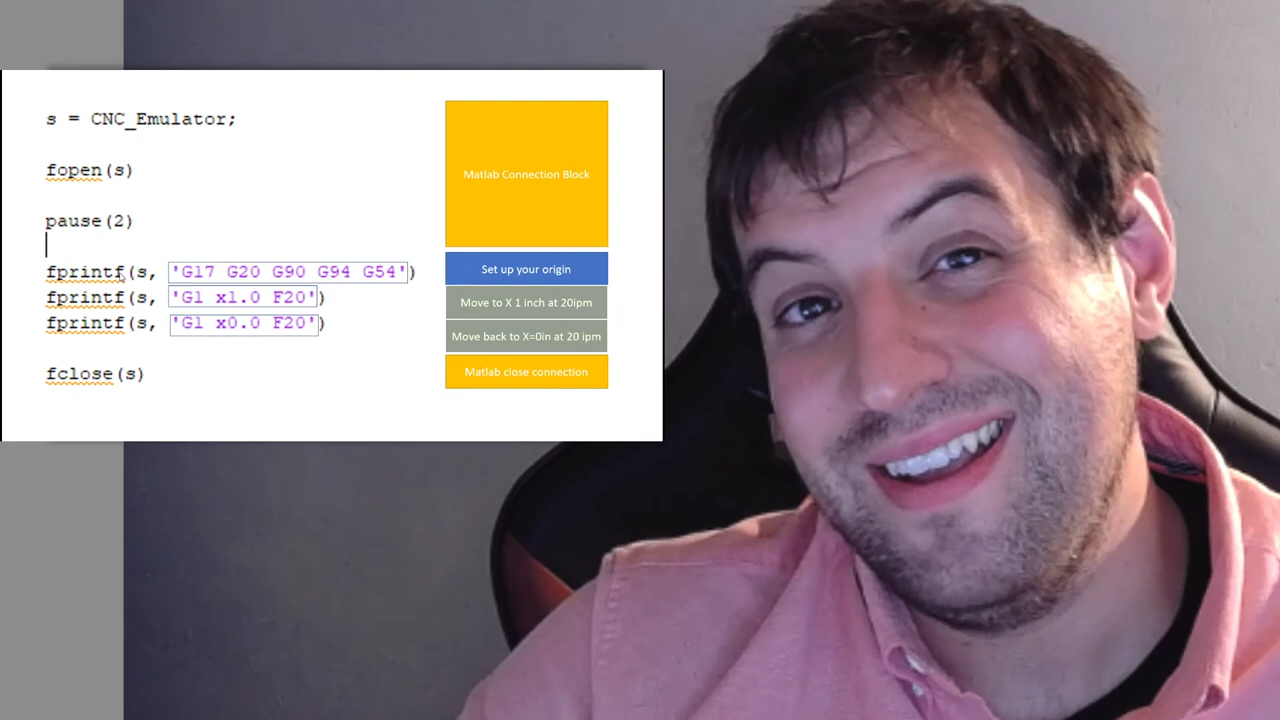 s = CNC_Emulator;
fopen(s)
pause(2)
fprintf(s, 'G17 G20 G90 G94 G54')
fprintf(s, 'G1 x1.0 F20')
fprintf(s, 'G1 x0.0 F20')
fclose(s)
Matlab Connection Block
Set up your origin
Move to X 1 inch at 20ipm
Move back to X=0in at 20 ipm
Matlab close connection